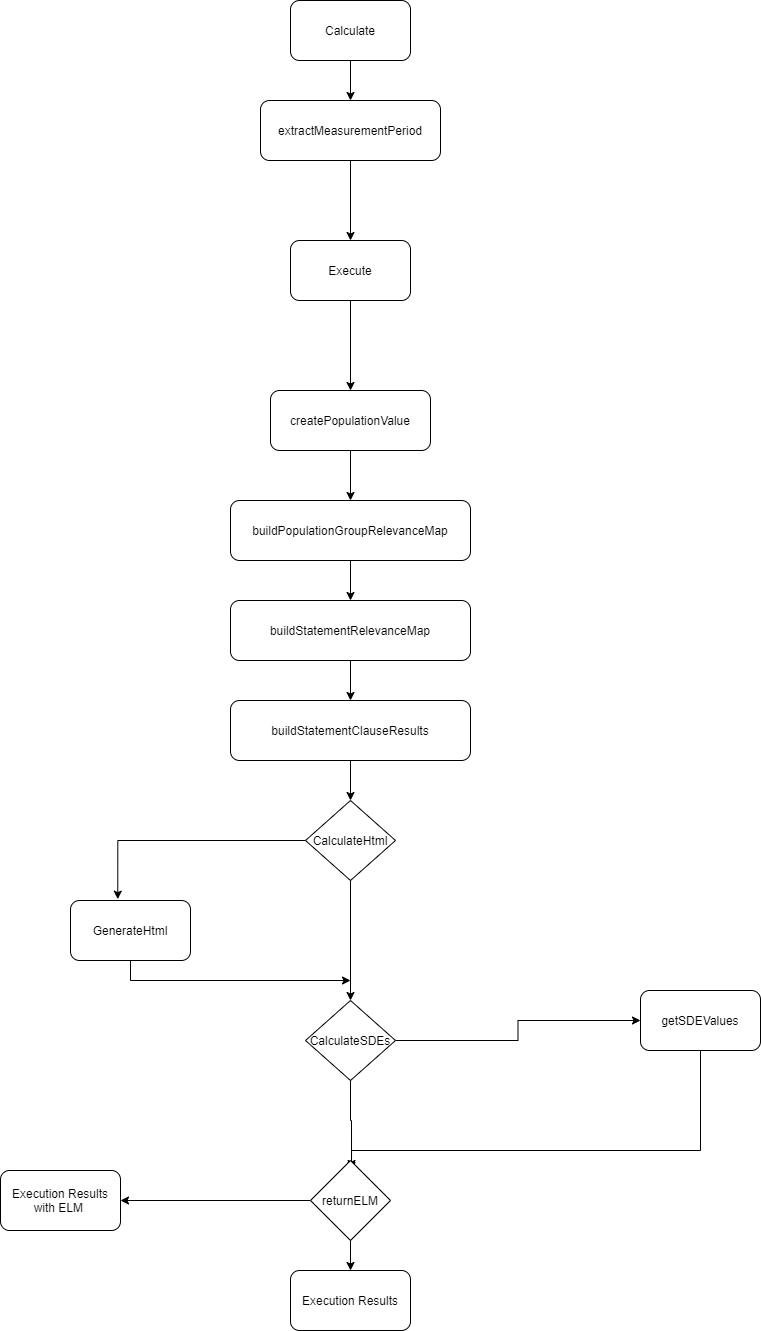 Calculate
extractMeasurementPeriod
Execute
createPopulationValue
buildPopulationGroupRelevanceMap
buildStatementRelevanceMap
buildStatementClauseResults
CalculateHtml
GenerateHtml
CalculateSDEs
getSDEValues
Execution Results
with ELM
returnELM
Execution Results